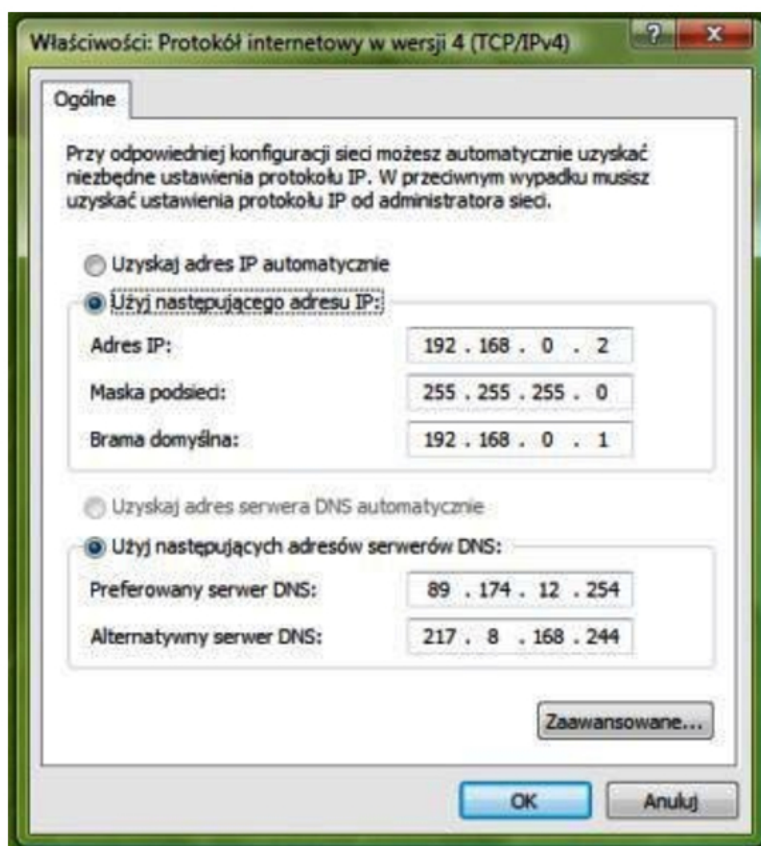 Właściwości: Protokół internetowy w wersji 4 (TCP/IPv4)
Ogólne
Przy odpowiedniej konfiguracji sieci możesz automatycznie uzyskać
niezbędne ustawienia protokołu IP. W przeciwnym wypadku musisz
uzyskać ustawienia protokołu IP od administratora sieci.
Uzyskaj adres IP automatycznie
Użyj następującego adresu IP:
Adres IP: 192 . 168 . 0 . 2
Maska podsieci: 255 . 255 . 255 . 0
Brama domyślna: 192 . 168 . 0 . 1
Uzyskaj adres serwera DNS automatycznie
Użyj następujących adresów serwerów DNS:
Preferowany serwer DNS: 89 . 174 . 12 . 254
Alternatywny serwer DNS: 217 . 8 . 168 . 244
Zaawansowane...
OK Anuluj